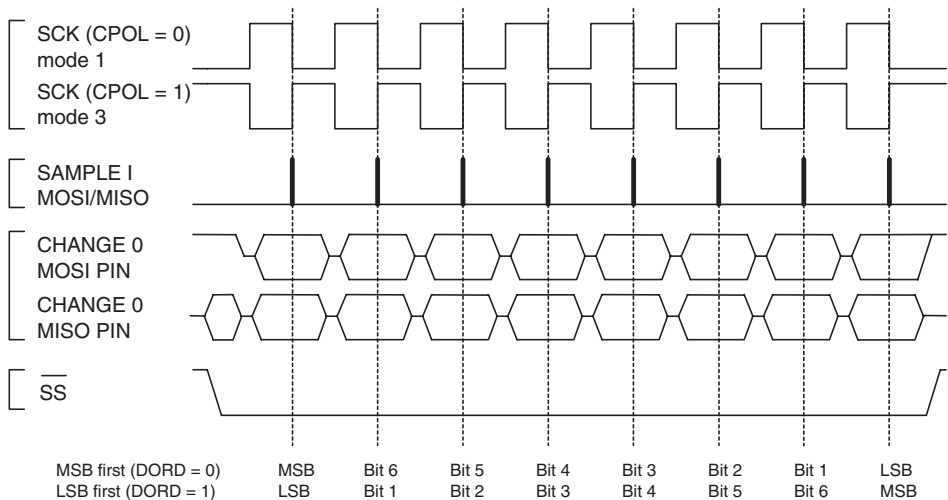 SCK (CPOL = 0)
mode 1
SCK (CPOL = 1)
mode 3
SAMPLE I
MOSI/MISO
CHANGE 0
MOSI PIN
CHANGE 0
MISO PIN
SS
MSB first (DORD = 0) MSB Bit 6 Bit 5 Bit 4 Bit 3 Bit 2 Bit 1 LSB
LSB first (DORD = 1) LSB Bit 1 Bit 2 Bit 3 Bit 4 Bit 5 Bit 6 MSB